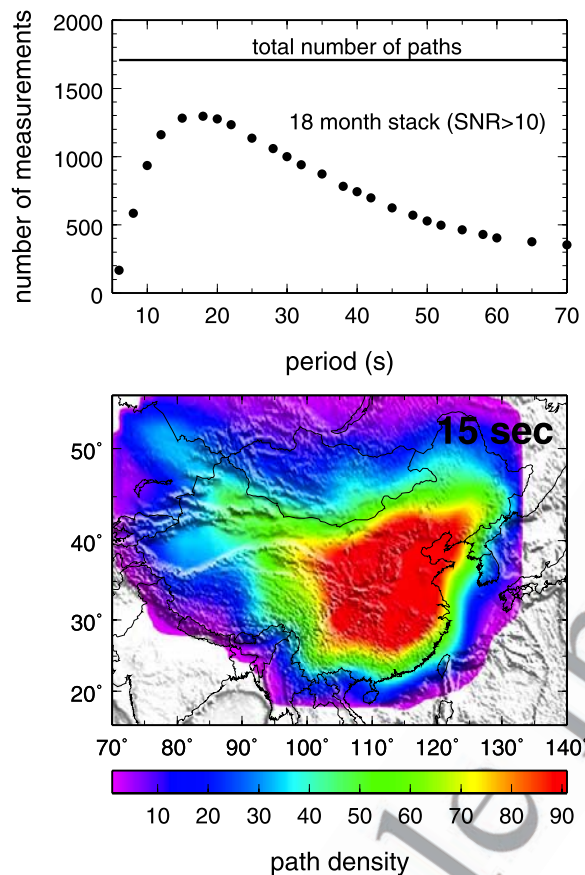 2000
total number of paths
1500
18 month stack (SNR>10)
1000
500
0
number of measurements
10 20 30 40 50 60 70
period (s)
15 sec
50°
40°
30°
20°
70° 80° 90° 100° 110° 120° 130° 140°
10 20 30 40 50 60 70 80 90
path density